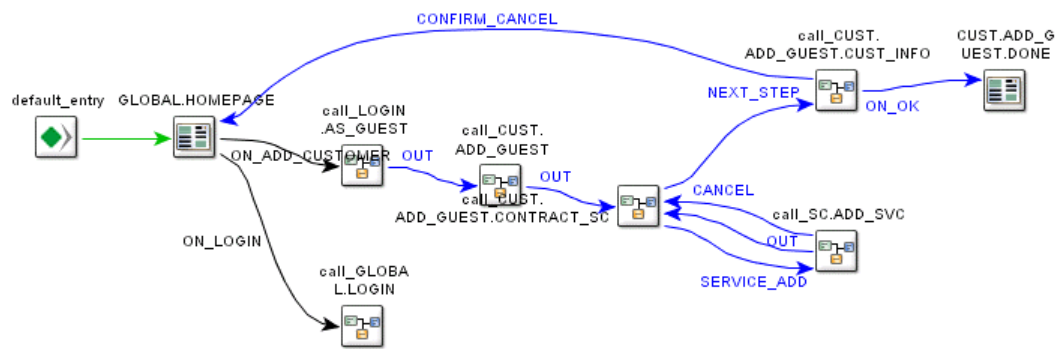 CONFIRM_CANCEL
call_CUST.
ADD_GUEST.CUST_INFO
CUST.ADD_G
UEST.DONE
default_entry
GLOBAL.HOMEPAGE
call_LOGIN
.AS_GUEST
NEXT_STEP
ON_OK
call_CUST.
ADD_GUEST
ON_ADD_CUSTOMER
OUT
OUT
call_CUST.
ADD_GUEST.CONTRACT_SC
CANCEL
call_SC.ADD_SVC
ON_LOGIN
OUT
SERVICE_ADD
call_GLOBA
L.LOGIN